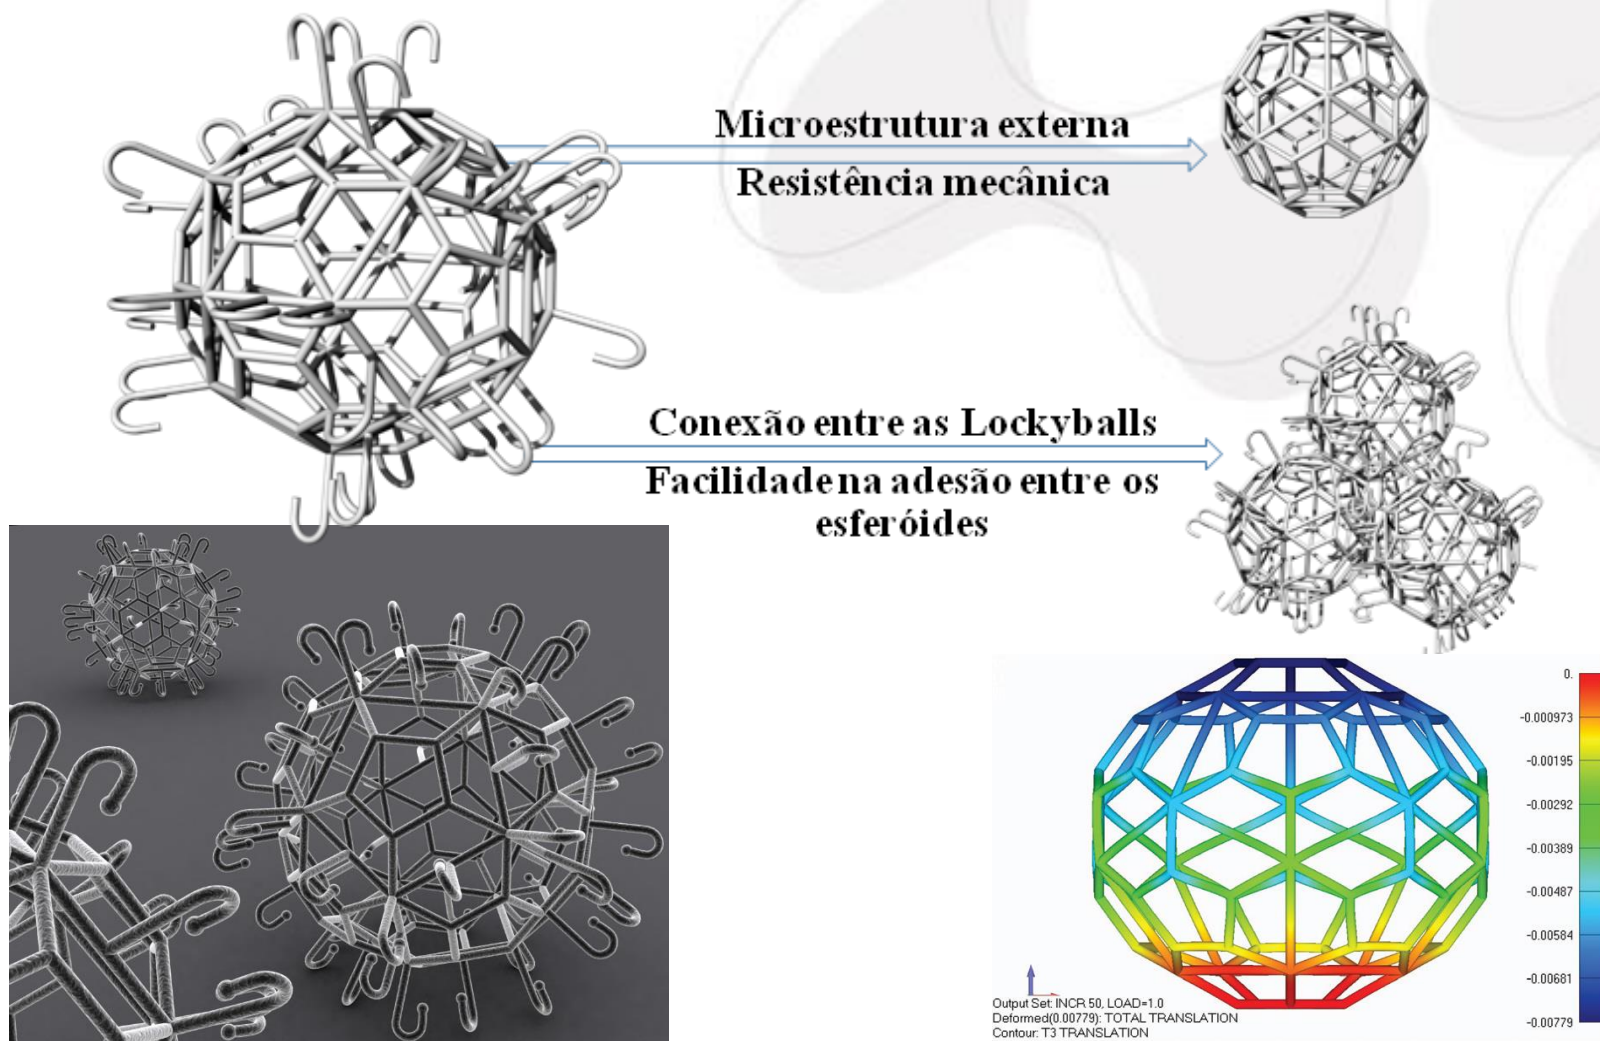 Microestrutura externa
Resistência mecânica
Conexão entre as Lockyballs
Facilidade na adesão entre os
esferóides
0.
-0.000973
-0.00195
-0.00292
-0.00389
-0.00487
-0.00584
-0.00681
-0.00779
Output Set: INCR 50, LOAD=1.0
Deformed(0.00779): TOTAL TRANSLATION
Contour: T3 TRANSLATION